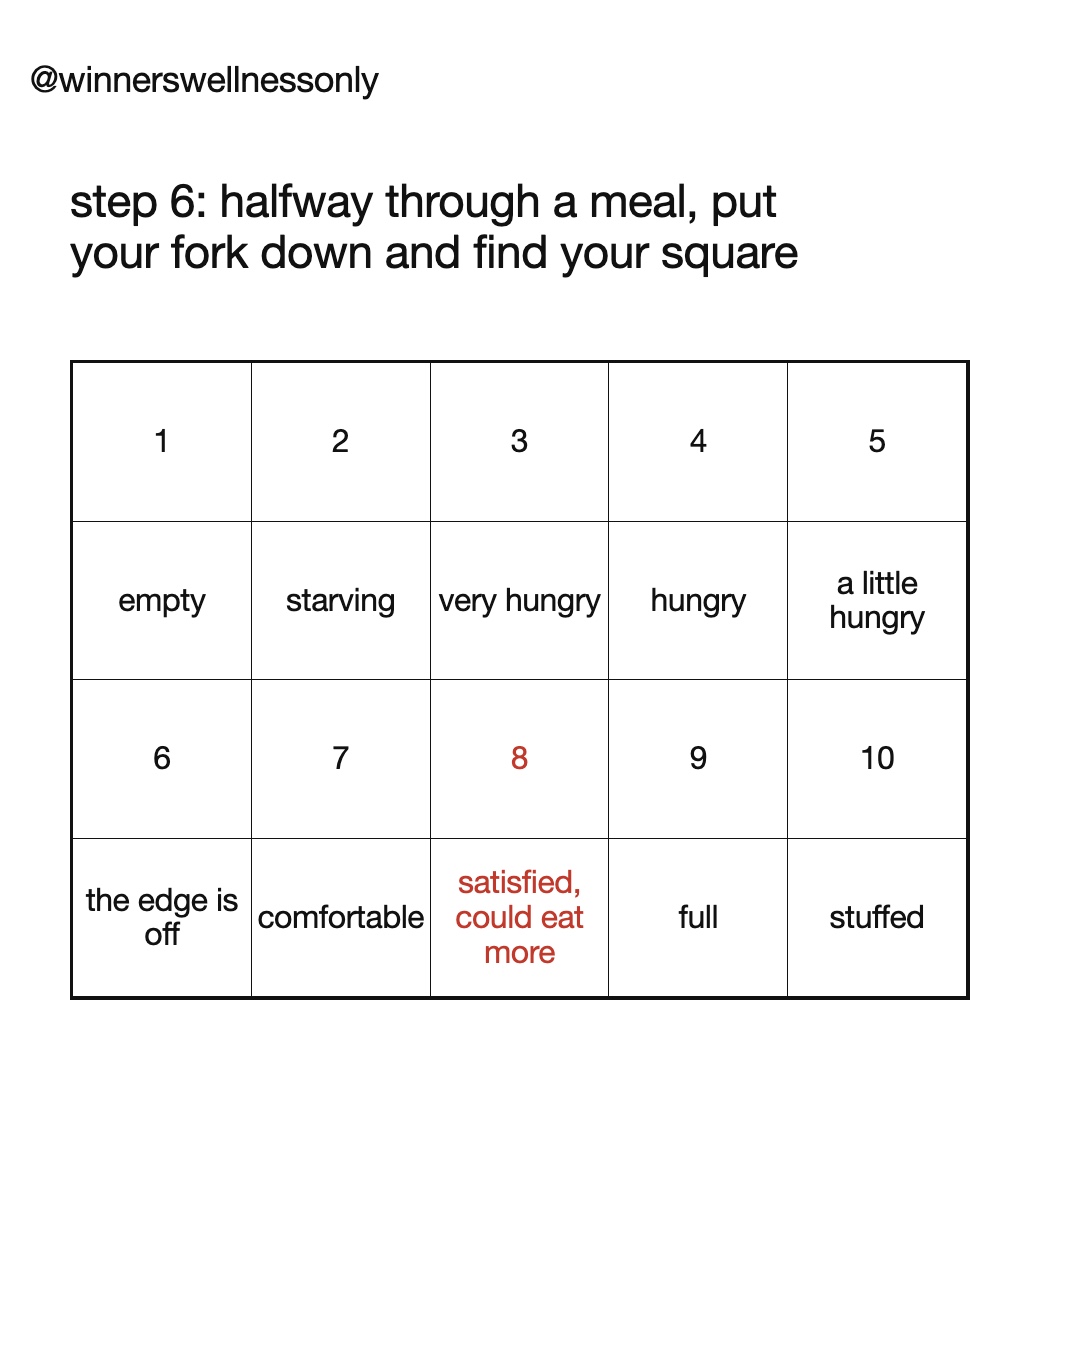 @winnerswellnessonly
step 6: halfway through a meal, put
your fork down and find your square
1
2
3
4
5
empty
starving
very hungry
hungry
a little
hungry
6
7
8
9
10
the edge is
off
comfortable
satisfied,
could eat
more
full
stuffed